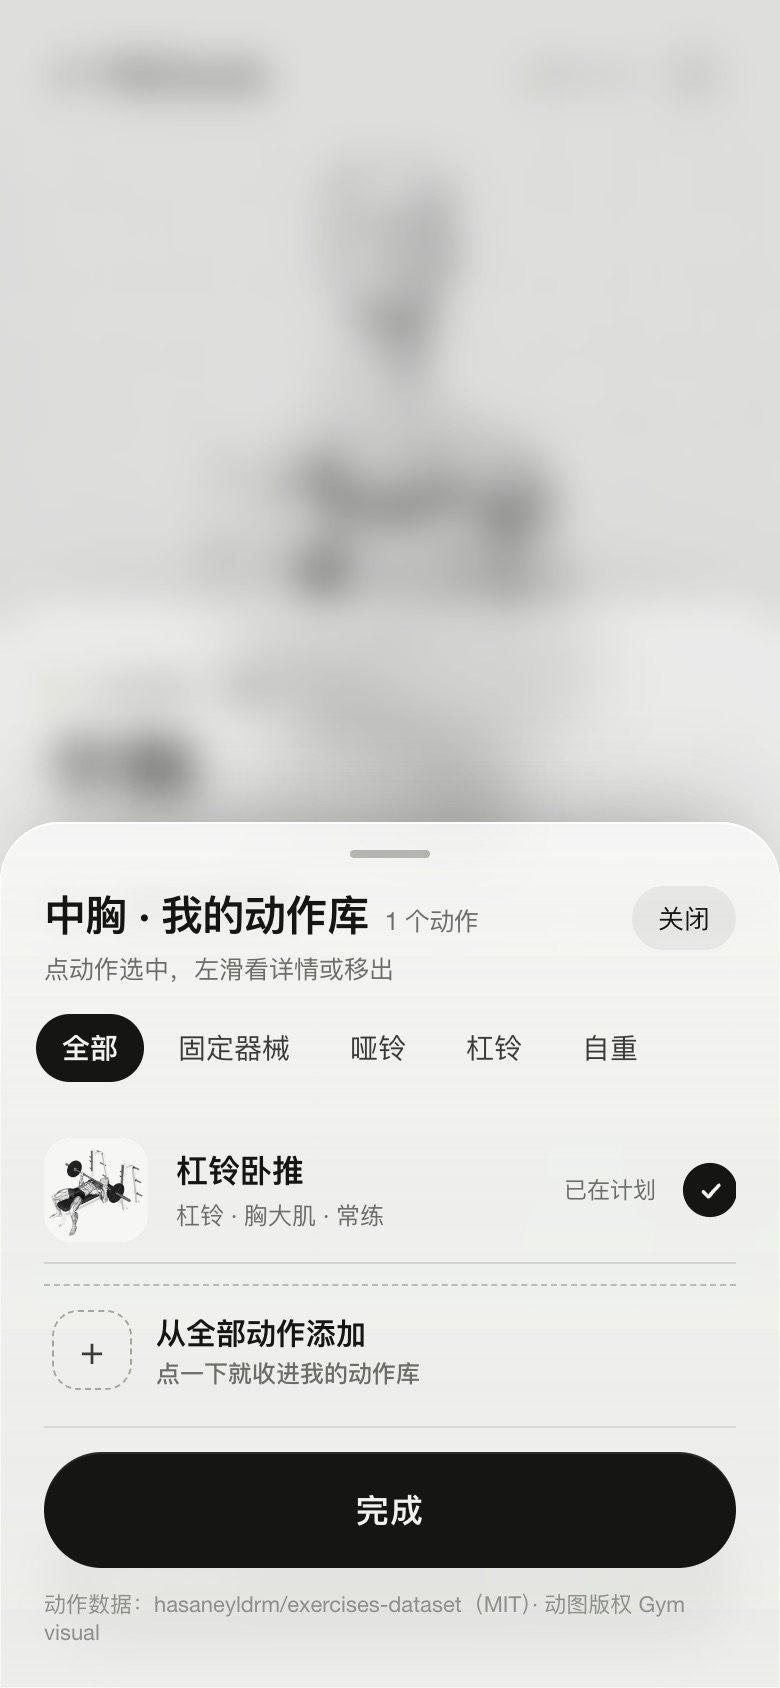 中胸 · 我的动作库 1 个动作
关闭
点动作选中，左滑看详情或移出
全部 固定器械 哑铃 杠铃 自重
杠铃卧推
杠铃 · 胸大肌 · 常练
已在计划
从全部动作添加
点一下就收进我的动作库
完成
动作数据：hasaneyldrm/exercises-dataset（MIT）· 动图版权 Gym
visual